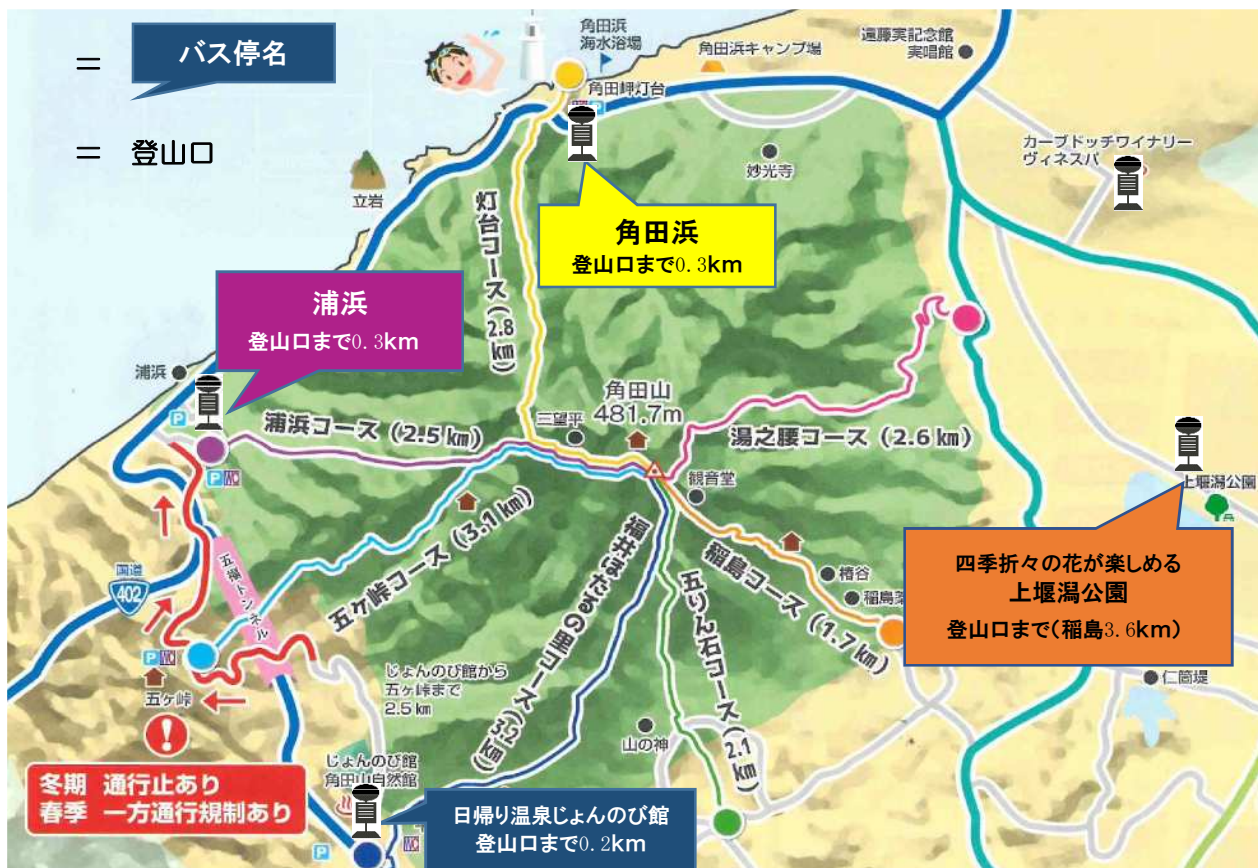 = バス停名
= 登山口
角田浜
海水浴場
角田岬灯台
角田浜キャンプ場
遠藤実記念館
実唱館
カーブドッチワイナリー
ヴィネスパ
妙光寺
立岩
角田浜
登山口まで0.3km
灯台コース(2.8km)
浦浜
登山口まで0.3km
浦浜
P
P WC
浦浜コース(2.5km)
三望平
角田山
481.7m
湯之腰コース(2.6km)
観音堂
上堰潟公園
四季折々の花が楽しめる
上堰潟公園
登山口まで(稲島3.6km)
国道
402
五福トンネル
五ケ峠コース(3.1km)
福井ほたるの里コース(3.2km)
五りん石コース(2.1km)
稲島コース(1.7km)
椿谷
稲島
仁箇堤
P WC
五ケ峠
じょんのび館から
五ケ峠まで
2.5km
山の神
冬期 通行止あり
春季 一方通行規制あり
じょんのび館
角田山自然館
日帰り温泉じょんのび館
登山口まで0.2km
P
WC